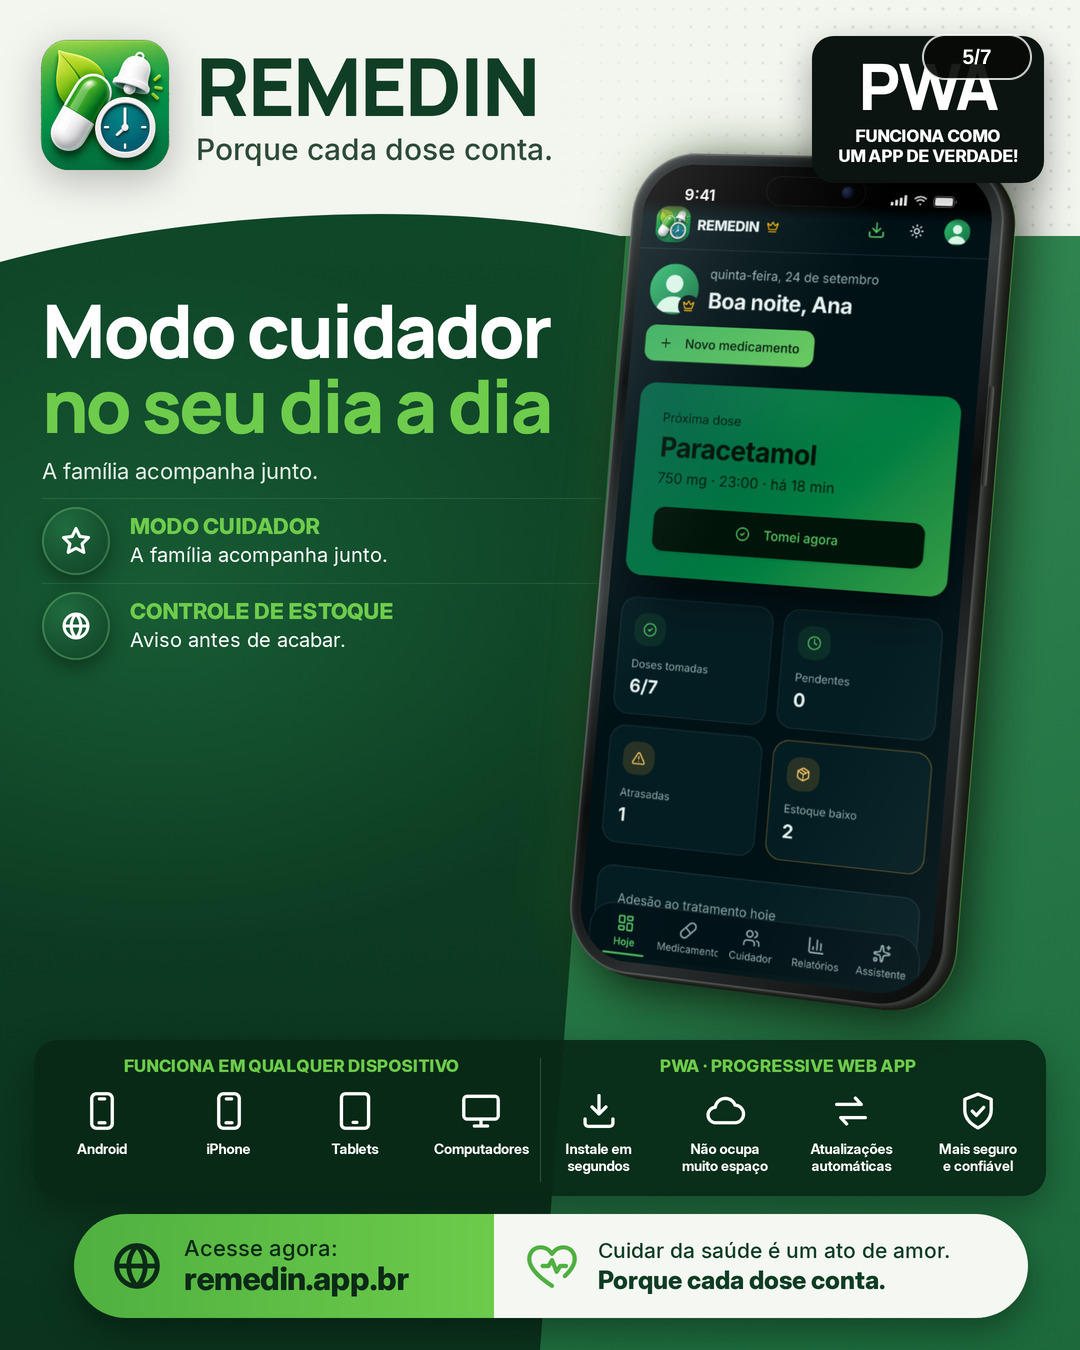 REMEDIN
Porque cada dose conta.
5/7
PWA
FUNCIONA COMO
UM APP DE VERDADE!
9:41
REMEDIN
quinta-feira, 24 de setembro
Boa noite, Ana
+ Novo medicamento
Próxima dose
Paracetamol
750 mg · 23:00 · há 18 min
Tomei agora
Doses tomadas
6/7
Pendentes
0
Atrasadas
1
Estoque baixo
2
Adesão ao tratamento hoje
Hoje
Medicamentc
Cuidador
Relatórios
Assistente
Modo cuidador
no seu dia a dia
A família acompanha junto.
MODO CUIDADOR
A família acompanha junto.
CONTROLE DE ESTOQUE
Aviso antes de acabar.
FUNCIONA EM QUALQUER DISPOSITIVO
Android
iPhone
Tablets
Computadores
PWA · PROGRESSIVE WEB APP
Instale em
segundos
Não ocupa
muito espaço
Atualizações
automáticas
Mais seguro
e confiável
Acesse agora:
remedin.app.br
Cuidar da saúde é um ato de amor.
Porque cada dose conta.